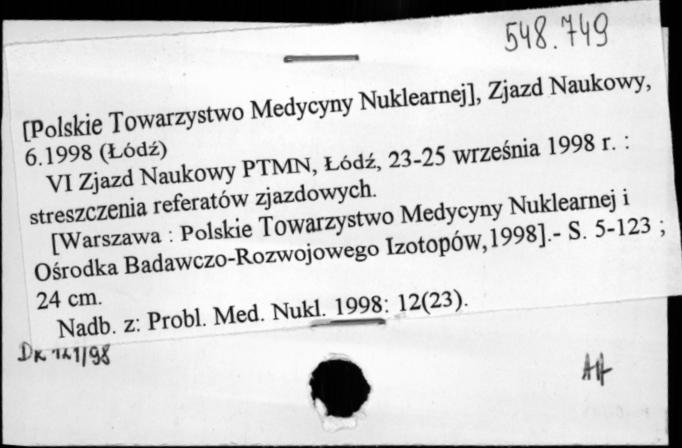 548.749
[Polskie Towarzystwo Medycyny Nuklearnej], Zjazd Naukowy,
6.1998 (Łódź)
VI Zjazd Naukowy PTMN, Łódź, 23-25 września 1998 r. :
streszczenia referatów zjazdowych.
[Warszawa : Polskie Towarzystwo Medycyny Nuklearnej i
Ośrodka Badawczo-Rozwojowego Izotopów,1998].- S. 5-123 ;
24 cm.
Nadb. z: Probl. Med. Nukl. 1998: 12(23).